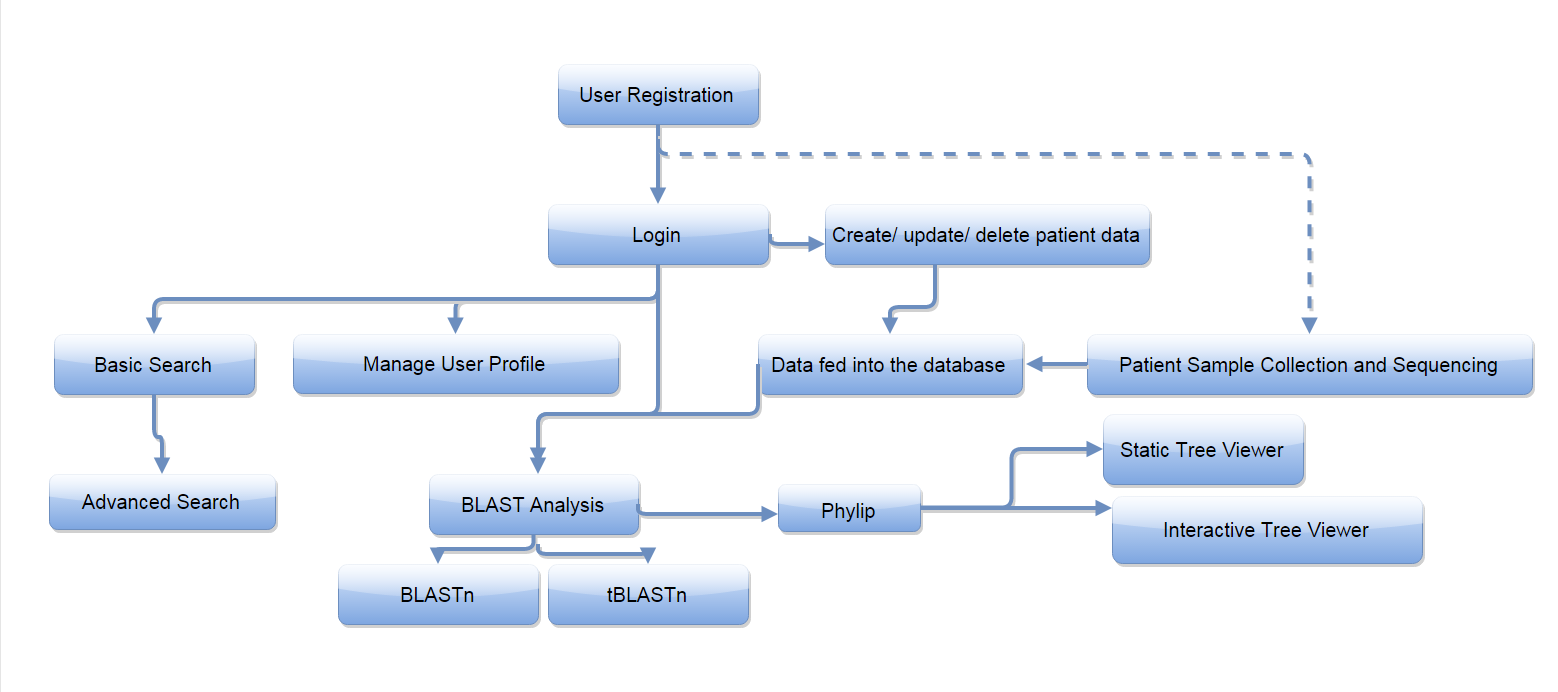 User Registration
Login
Create/ update/ delete patient data
Basic Search
Manage User Profile
Data fed into the database
Patient Sample Collection and Sequencing
Static Tree Viewer
Advanced Search
BLAST Analysis
Phylip
Interactive Tree Viewer
BLASTn
tBLASTn